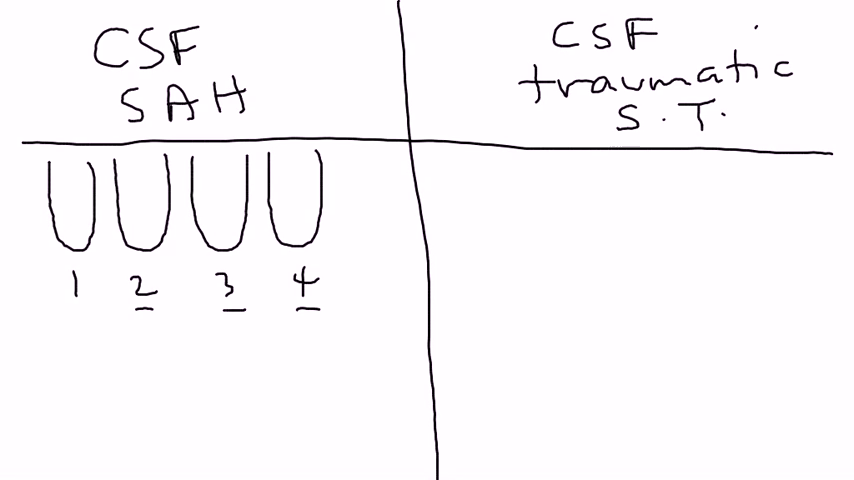 CSF
SAH
CSF
traumatic
S.T.
1 2 3 4